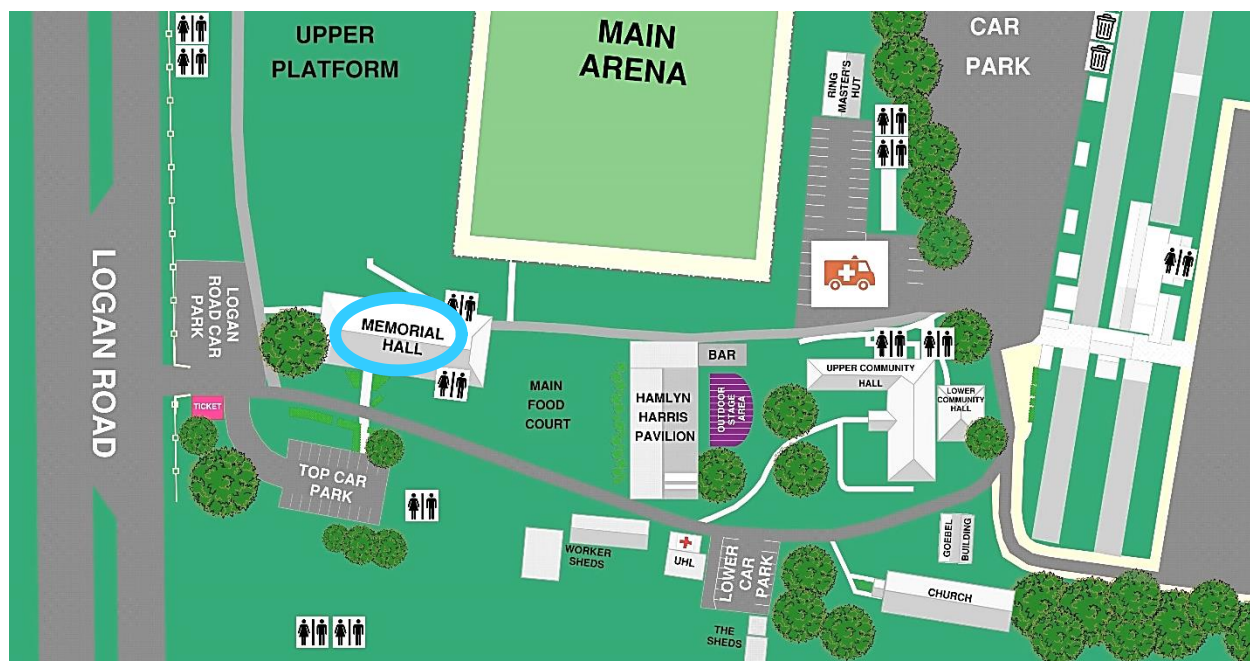 UPPER
PLATFORM
MAIN
ARENA
CAR
PARK
RING
MASTER'S
HUT
LOGAN ROAD
LOGAN
ROAD CAR
PARK
MEMORIAL
HALL
TICKET
TOP CAR
PARK
MAIN
FOOD
COURT
BAR
HAMLYN
HARRIS
PAVILION
OUTDOOR
STAGE
AREA
UPPER COMMUNITY
HALL
LOWER
COMMUNITY
HALL
WORKER
SHEDS
UHL
LOWER
CAR
PARK
GOEBEL
BUILDING
CHURCH
THE
SHEDS